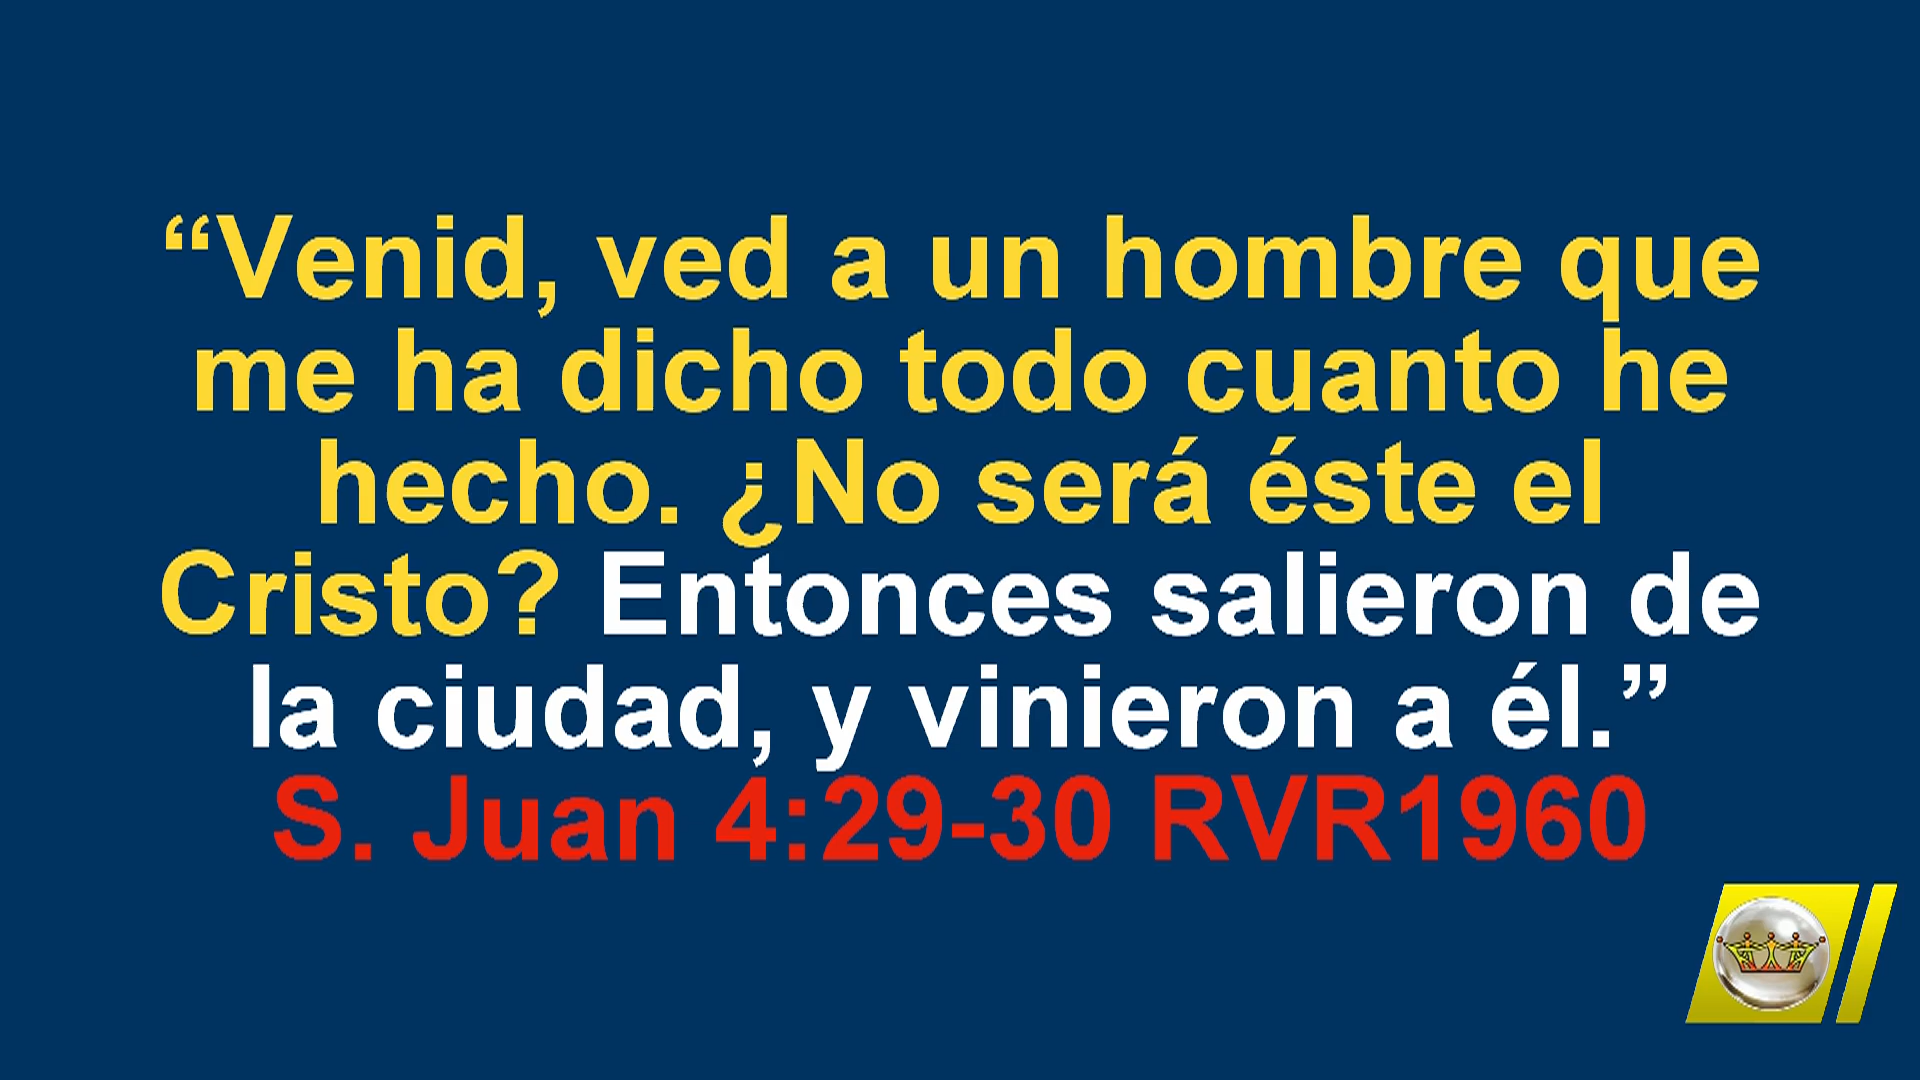 “Venid, ved a un hombre que
me ha dicho todo cuanto he
hecho. ¿No será éste el
Cristo? Entonces salieron de
la ciudad, y vinieron a él.”
S. Juan 4:29-30 RVR1960